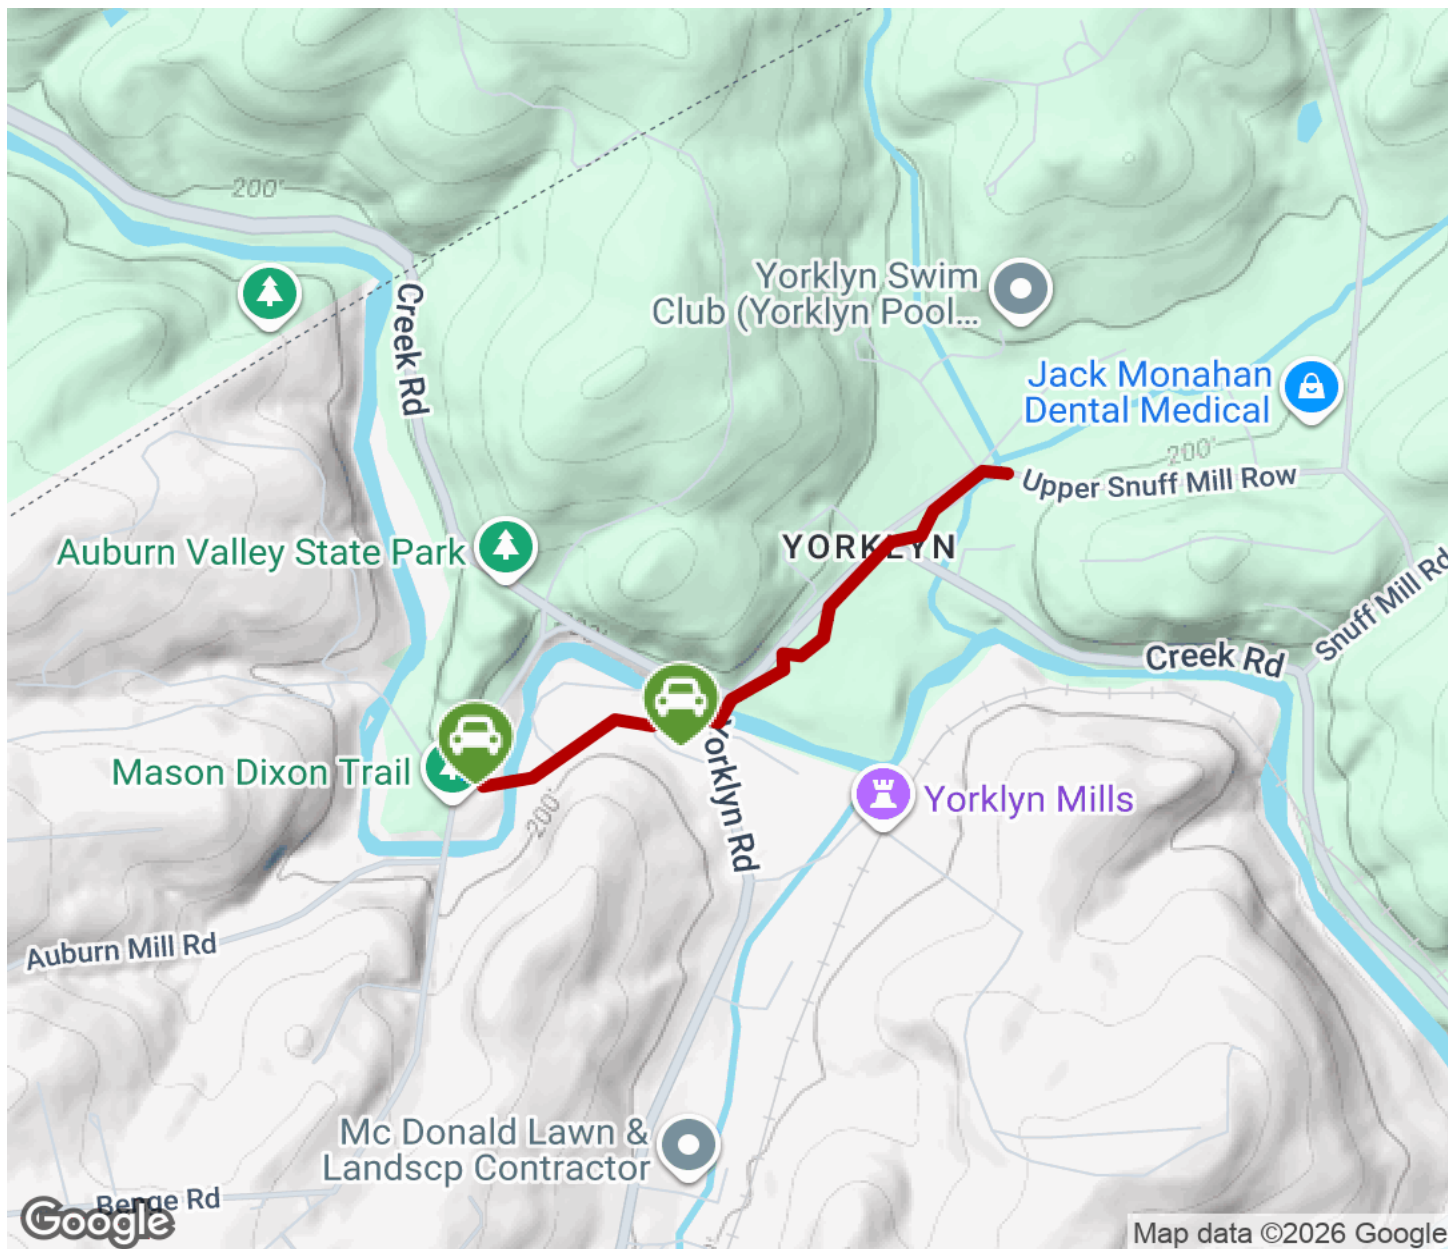 200'
Creek Rd
Yorklyn Swim
Club (Yorklyn Pool...
Jack Monahan
Dental Medical
200'
Upper Snuff Mill Row
Auburn Valley State Park
YORKLYN
Snuff Mill Rd
Creek Rd
Mason Dixon Trail
200'
Yorklyn Rd
Yorklyn Mills
Auburn Mill Rd
Mc Donald Lawn &
Landscp Contractor
Benge Rd
Google
Map data ©2026 Google